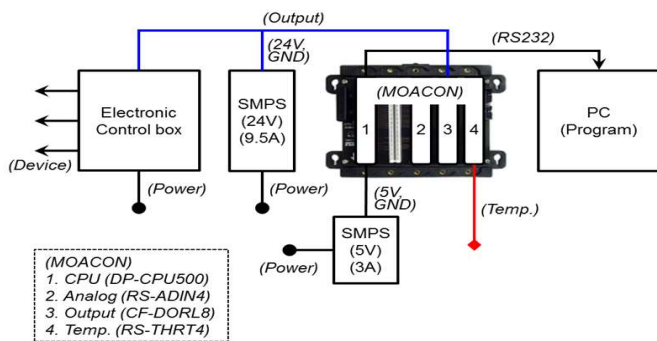 (Output)
(24V,
GND)
(RS232)
Electronic
Control box
SMPS
(24V)
(9.5A)
(MOACON)
1
2
3
4
PC
(Program)
(Device)
(Power)
(Power)
(5V,
GND)
(Temp.)
SMPS
(5V)
(3A)
(Power)
(MOACON)
1. CPU (DP-CPU500)
2. Analog (RS-ADIN4)
3. Output (CF-DORL8)
4. Temp. (RS-THRT4)